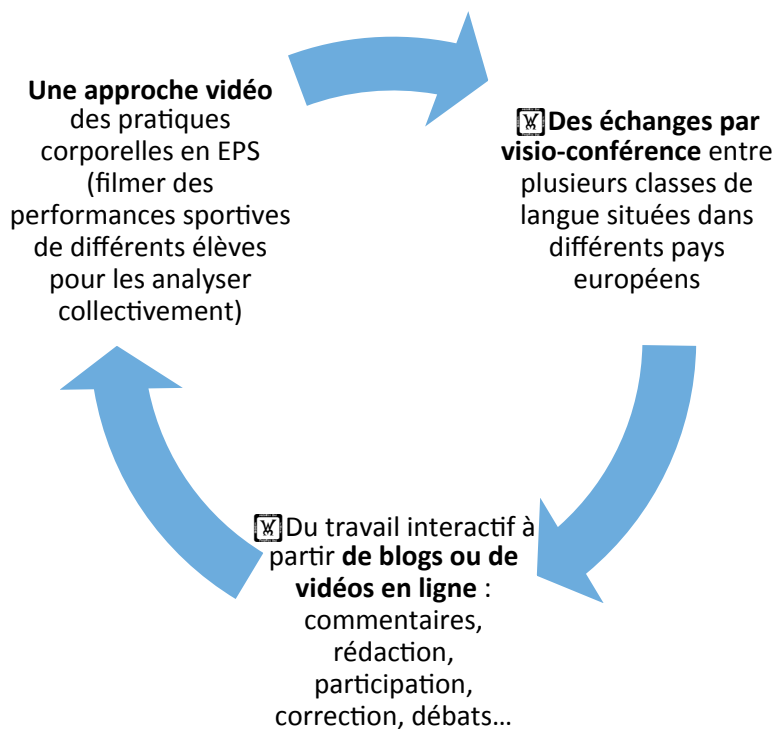 Une approche vidéo
des pratiques
corporelles en EPS
(filmer des
performances sportives
de différents élèves
pour les analyser
collectivement)
Des échanges par
visio-conférence entre
plusieurs classes de
langue situées dans
différents pays
européens
Du travail interactif à
partir de blogs ou de
vidéos en ligne :
commentaires,
rédaction,
participation,
correction, débats…